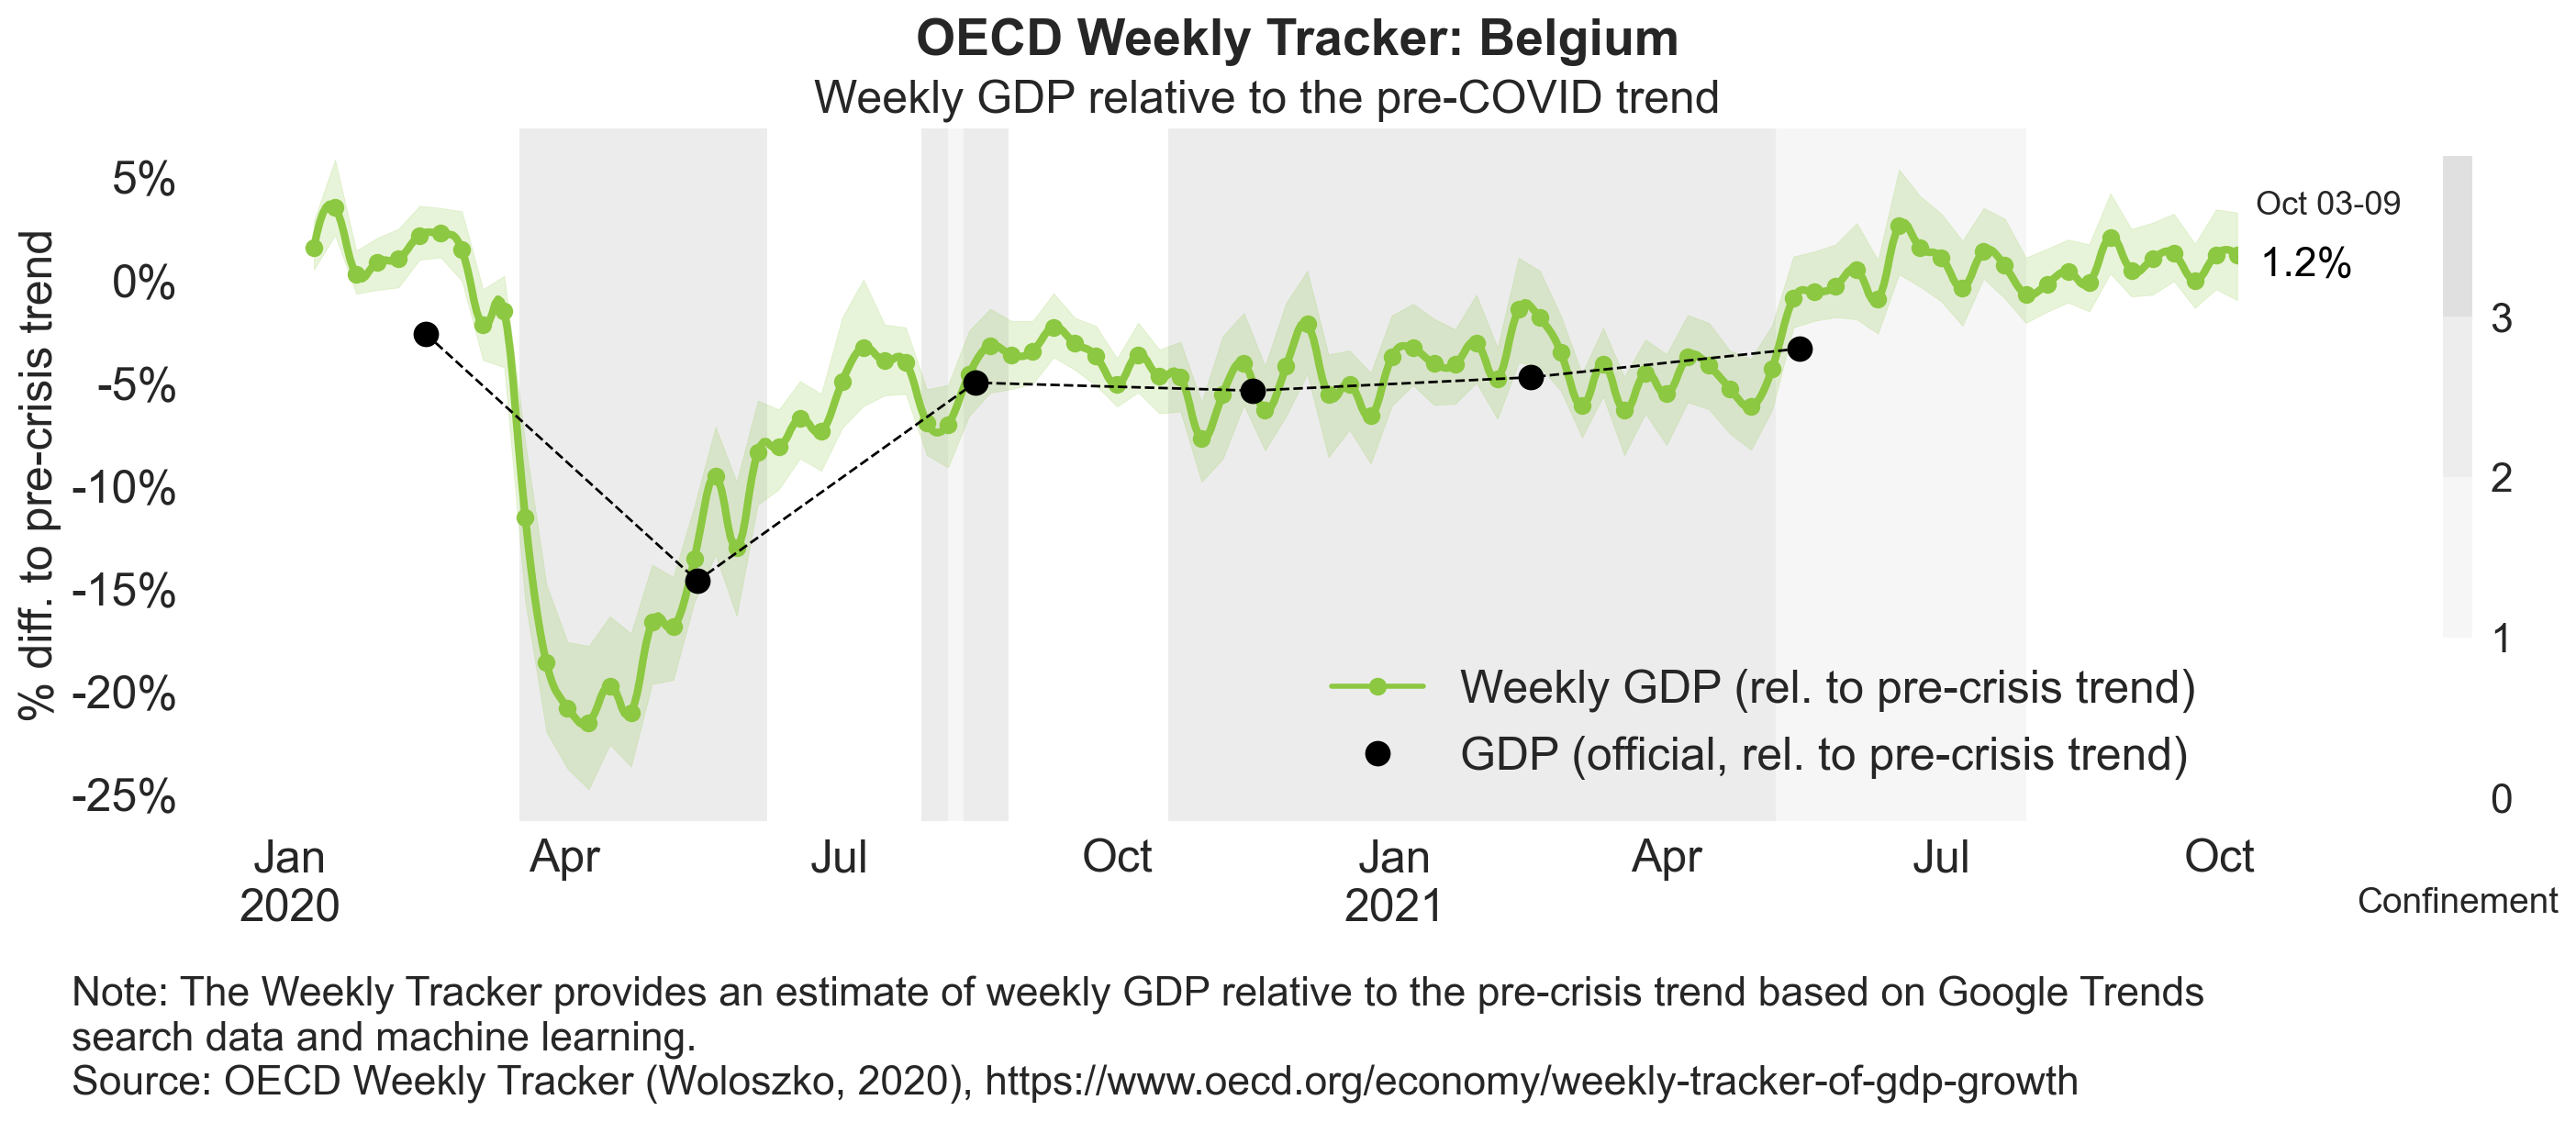 OECD Weekly Tracker: Belgium
Weekly GDP relative to the pre-COVID trend
% diff. to pre-crisis trend
5%
0%
-5%
-10%
-15%
-20%
-25%
Oct 03-09
1.2%
3
2
1
0
Weekly GDP (rel. to pre-crisis trend)
GDP (official, rel. to pre-crisis trend)
Jan Apr Jul Oct Jan Apr Jul Oct
2020 2021
Confinement
Note: The Weekly Tracker provides an estimate of weekly GDP relative to the pre-crisis trend based on Google Trends
search data and machine learning.
Source: OECD Weekly Tracker (Woloszko, 2020), https://www.oecd.org/economy/weekly-tracker-of-gdp-growth